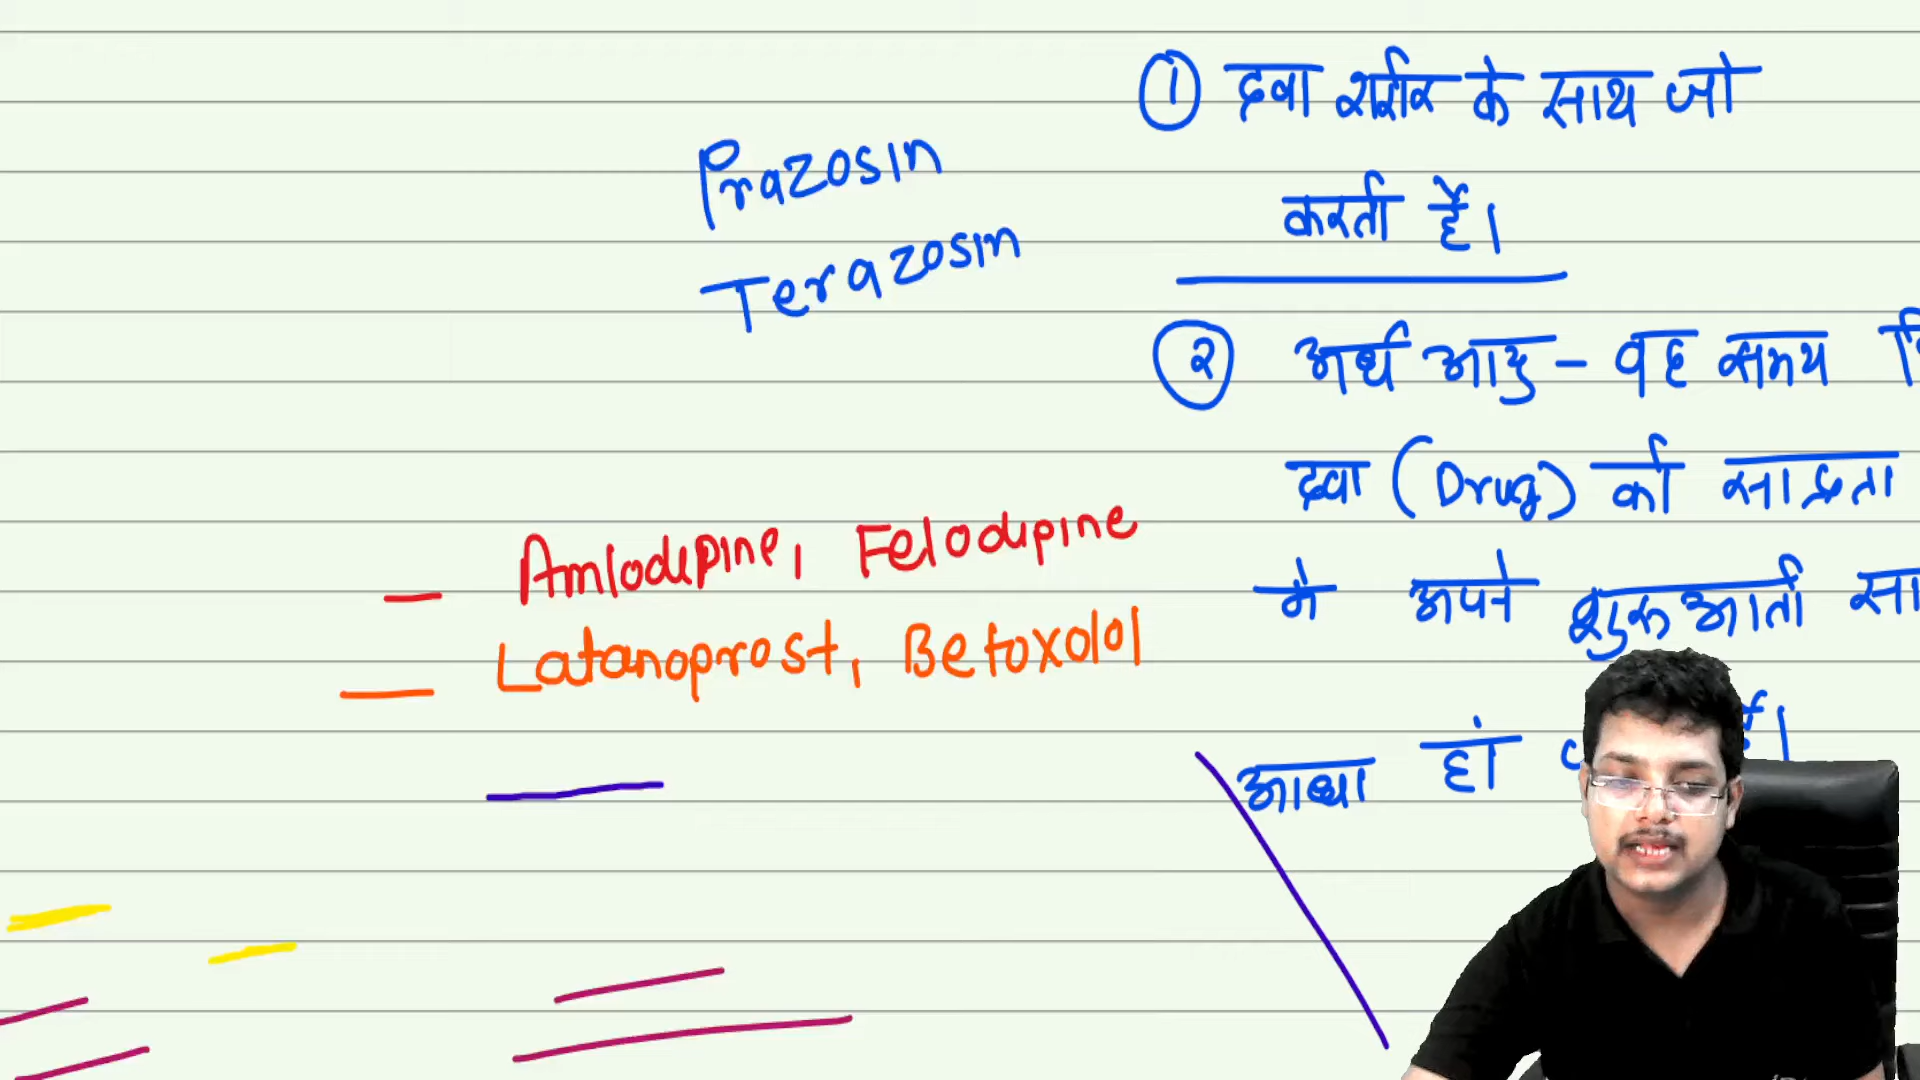 Prazosin
Terazosin
Amlodipine, Felodipine
Latanoprost, Betoxolol
① दवा शरीर के साथ जो
करती हैं।
② अर्ध आयु - वह समय
दवा (Drug) की सांद्रता
में अपने शुरूआती सा
आधा हो